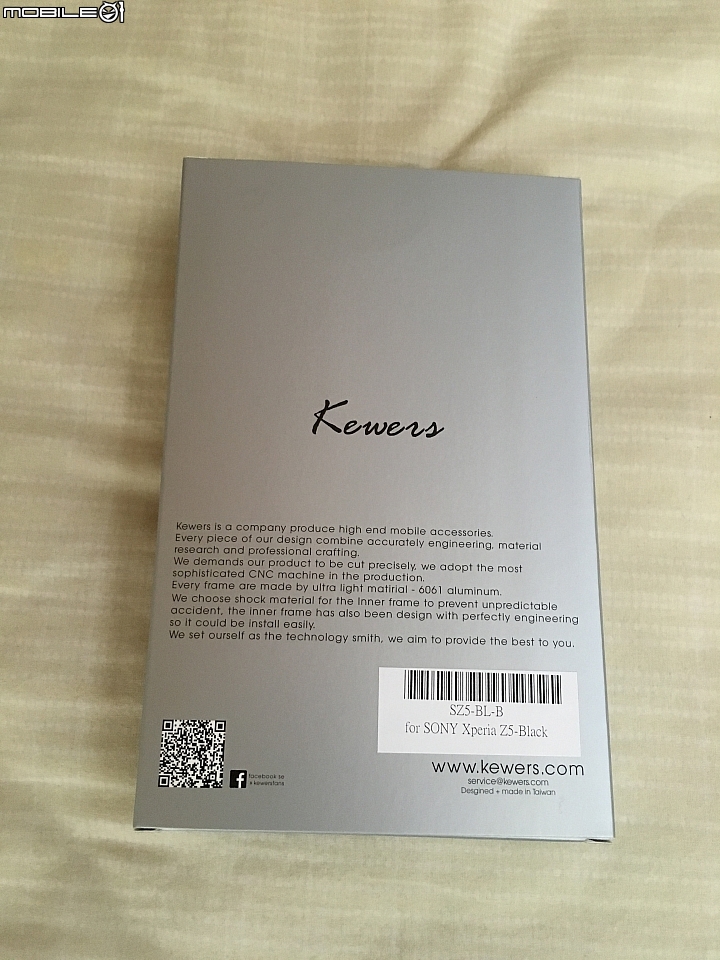 MOBILE01
Kewers
Kewers is a company produce high end mobile accessories.
Every piece of our design combine accurately engineering, material
research and professional crafting.
We demands our product to be cut precisely, we adopt the most
sophisticated CNC machine in the production.
Every frame are made by ultra light matirial - 6061 aluminum.
We choose shock material for the Inner frame to prevent unpredictable
accident, the inner frame has also been design with perfectly engineering
so it could be install easily.
We set ourself as the technology smith, we aim to provide the best to you.
SZ5-BL-B
for SONY Xperia Z5-Black
www.kewers.com
service@kewers.com
Desgined + made in Taiwan
facebook se
+ kewersfans